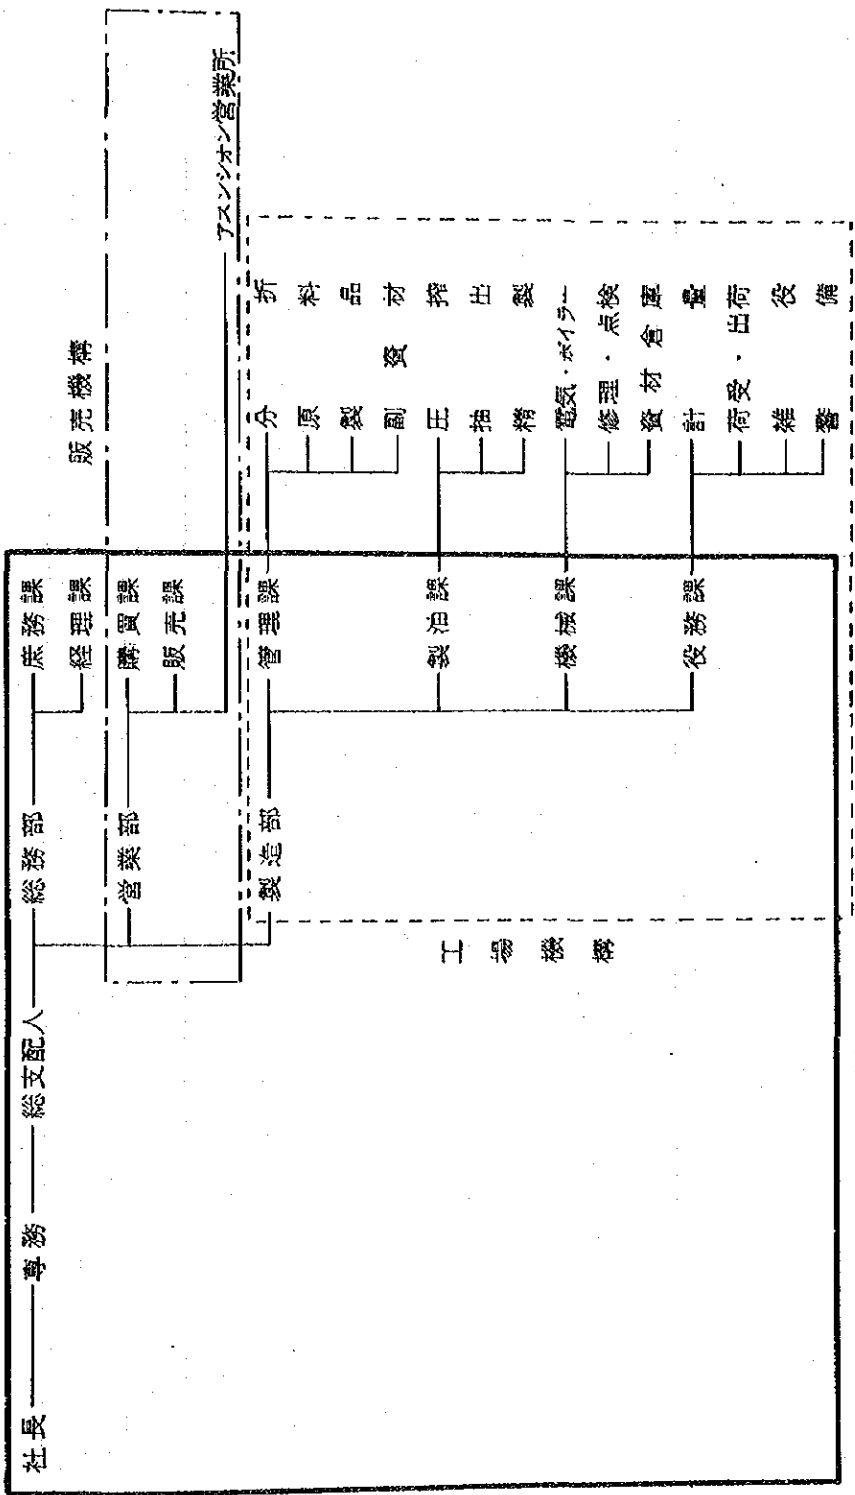 社長
専務
総支配人
総務部
庶務課
経理課
営業部
購買課
販売課
アスンシオン営業所
製造部
管理課
分析
原料
製品
副資材
製油課
圧搾
抽出
精製
機械課
電気・ボイラー
修理・点検
資材倉庫
役務課
計量
荷受・出荷
雑役
警備
販売機構
工場機構